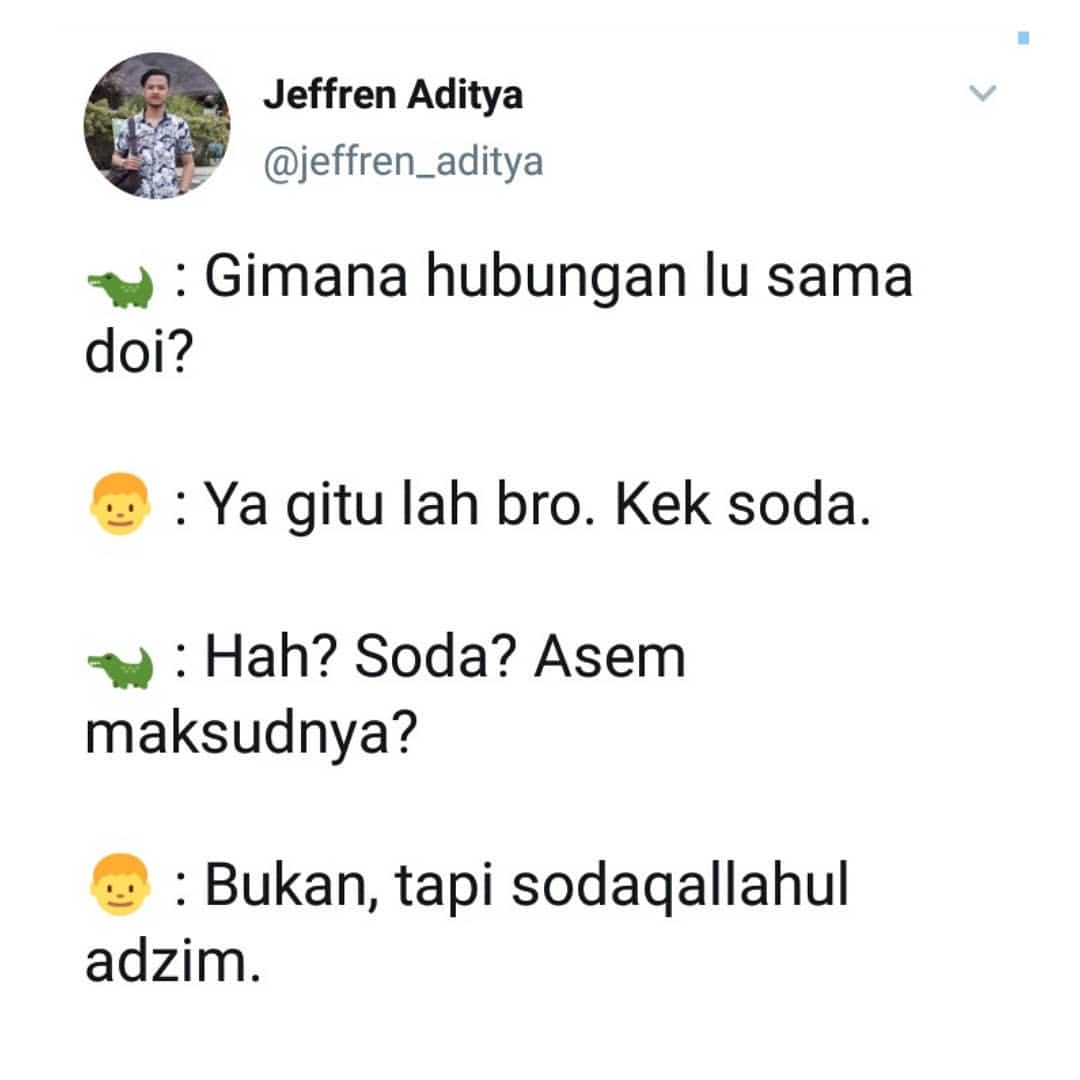 Jeffren Aditya
@jeffren_aditya
🐊 : Gimana hubungan lu sama
doi?
👦 : Ya gitu lah bro. Kek soda.
🐊 : Hah? Soda? Asem
maksudnya?
👦 : Bukan, tapi sodaqallahul
adzim.